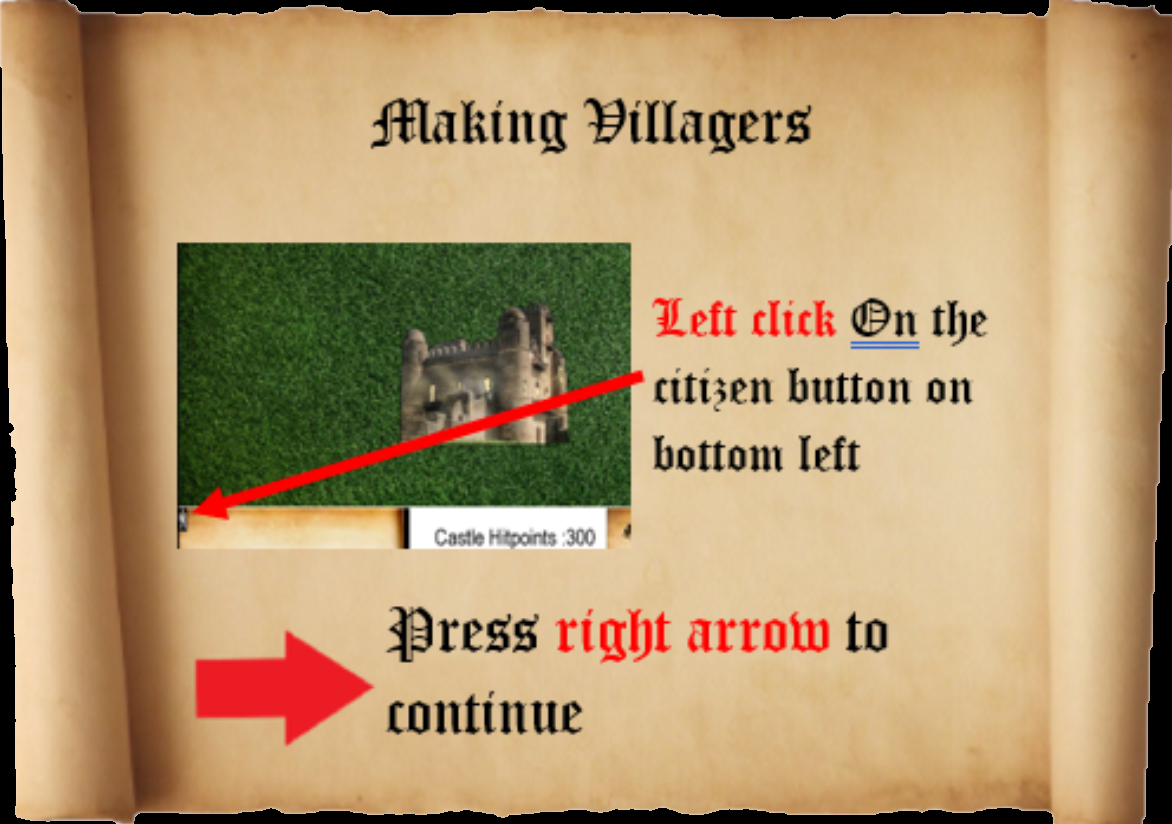 Making Villagers
Left click On the
citizen button on
bottom left
Castle Hitpoints :300
Press right arrow to
continue